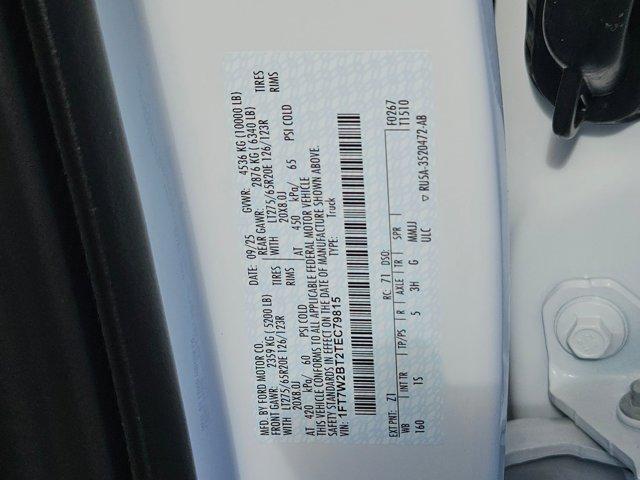 MFD. BY FORD MOTOR CO. DATE: 09/25 GVWR: 4536 KG (10000 LB)
FRONT GAWR: 2359 KG ( 5200 LB) REAR GAWR: 2876 KG ( 6340 LB)
LT275/65R20E 126/123R TIRES WITH LT275/65R20E 126/123R TIRES
20X8.0J RIMS 20X8.0J RIMS
AT 420 kPa/ 60 PSI COLD AT 450 kPa/ 65 PSI COLD
THIS VEHICLE CONFORMS TO ALL APPLICABLE FEDERAL MOTOR VEHICLE
SAFETY STANDARDS IN EFFECT ON THE DATE OF MANUFACTURE SHOWN ABOVE.
VIN: 1FT7W2BT2TEC79815 TYPE: Truck
EXT PNT: Z1 RC: 71 DSO: F0267
WB INT TR TP/PS R AXLE TR SPR T1510
160 1S 5 3H G MMJJ
ULC
RU5A-3520472-AB